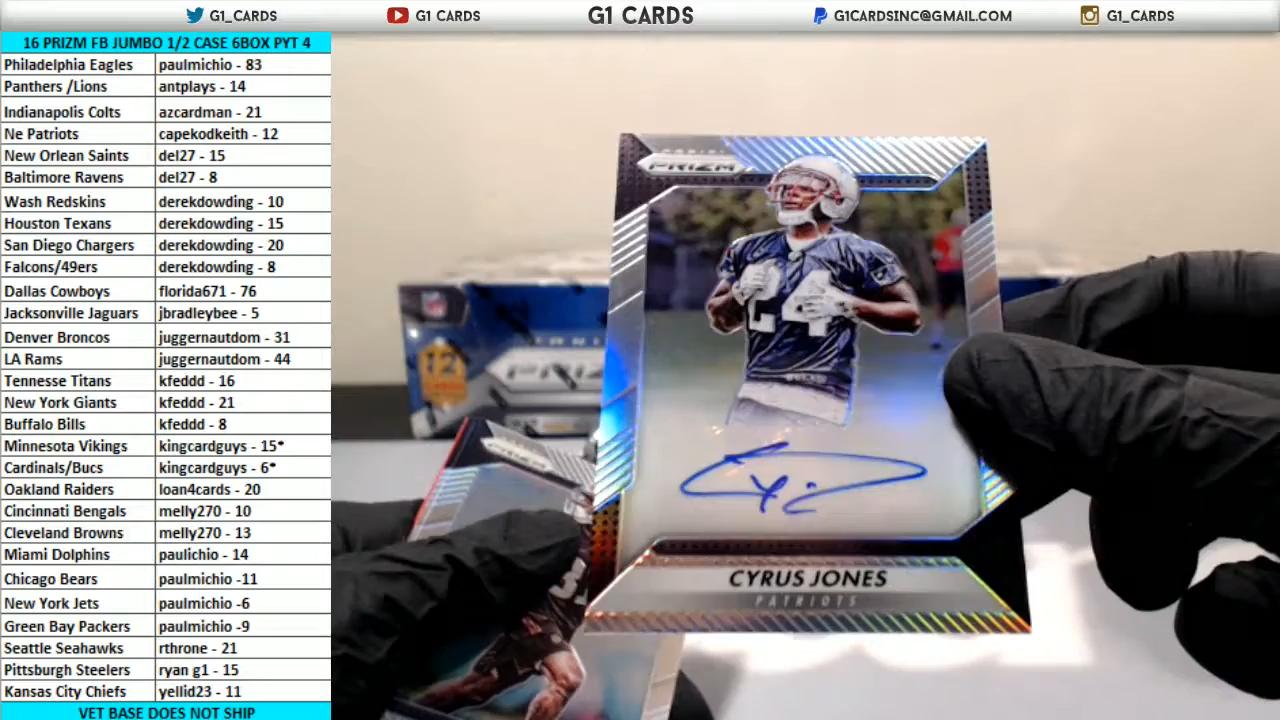 G1_CARDS G1 CARDS G1 CARDS G1CARDSINC@GMAIL.COM G1_CARDS
16 PRIZM FB JUMBO 1/2 CASE 6BOX PYT 4
Philadelphia Eagles paulmichio - 83
Panthers /Lions antplays - 14
Indianapolis Colts azcardman - 21
Ne Patriots capekodkeith - 12
New Orlean Saints del27 - 15
Baltimore Ravens del27 - 8
Wash Redskins derekdowding - 10
Houston Texans derekdowding - 15
San Diego Chargers derekdowding - 20
Falcons/49ers derekdowding - 8
Dallas Cowboys florida671 - 76
Jacksonville Jaguars jbradleybee - 5
Denver Broncos juggernautdom - 31
LA Rams juggernautdom - 44
Tennesse Titans kfeddd - 16
New York Giants kfeddd - 21
Buffalo Bills kfeddd - 8
Minnesota Vikings kingcardguys - 15*
Cardinals/Bucs kingcardguys - 6*
Oakland Raiders loan4cards - 20
Cincinnati Bengals melly270 - 10
Cleveland Browns melly270 - 13
Miami Dolphins paulichio - 14
Chicago Bears paulmichio -11
New York Jets paulmichio -6
Green Bay Packers paulmichio -9
Seattle Seahawks rthrone - 21
Pittsburgh Steelers ryan g1 - 15
Kansas City Chiefs yellid23 - 11
VET BASE DOES NOT SHIP
PANINI
PRIZM
24
CYRUS JONES
PATRIOTS
NFL
12
PRIZM